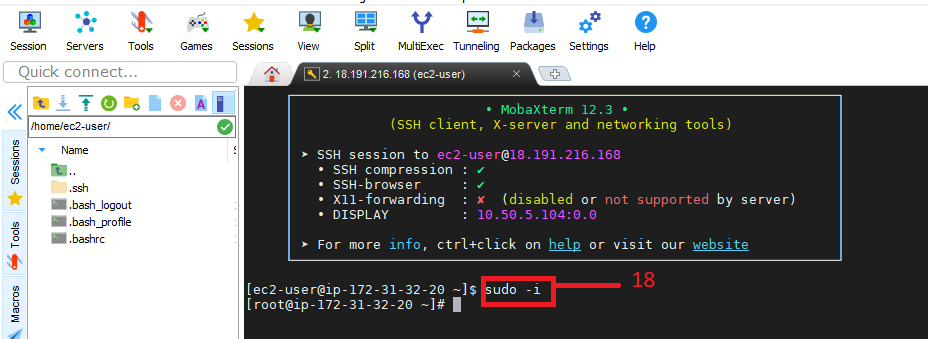 Session Servers Tools Games Sessions View Split MultiExec Tunneling Packages Settings Help
Quick connect...
2. 18.191.216.168 (ec2-user)
/home/ec2-user/
Name
..
.ssh
.bash_logout
.bash_profile
.bashrc
Sessions
Tools
Macros
• MobaXterm 12.3 •
(SSH client, X-server and networking tools)
➤ SSH session to ec2-user@18.191.216.168
• SSH compression : ✔
• SSH-browser : ✔
• X11-forwarding : ✘ (disabled or not supported by server)
• DISPLAY : 10.50.5.104:0.0
➤ For more info, ctrl+click on help or visit our website
[ec2-user@ip-172-31-32-20 ~]$ sudo -i
18
[root@ip-172-31-32-20 ~]#